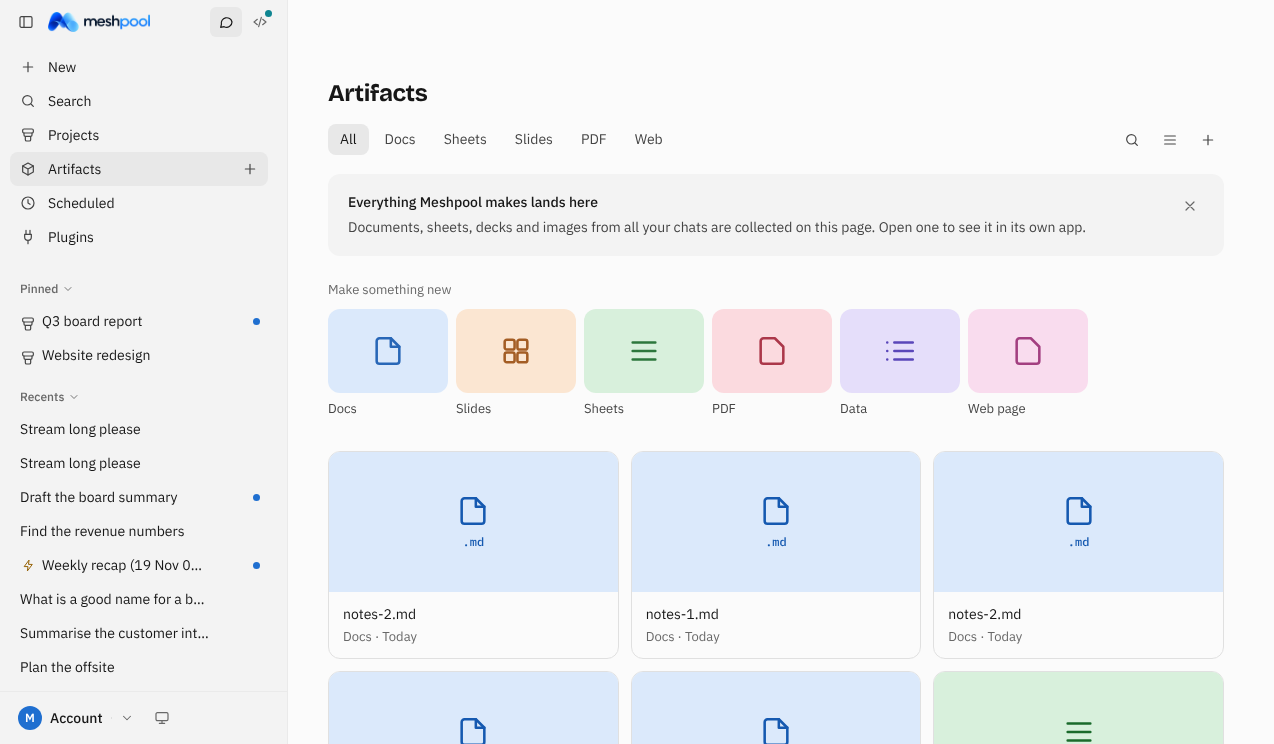 meshpool
New
Search
Projects
Artifacts
Scheduled
Plugins
Pinned
Q3 board report
Website redesign
Recents
Stream long please
Stream long please
Draft the board summary
Find the revenue numbers
Weekly recap (19 Nov 0...
What is a good name for a b...
Summarise the customer int...
Plan the offsite
M Account
Artifacts
All Docs Sheets Slides PDF Web
Everything Meshpool makes lands here
Documents, sheets, decks and images from all your chats are collected on this page. Open one to see it in its own app.
Make something new
Docs Slides Sheets PDF Data Web page
.md .md .md
notes-2.md notes-1.md notes-2.md
Docs · Today Docs · Today Docs · Today